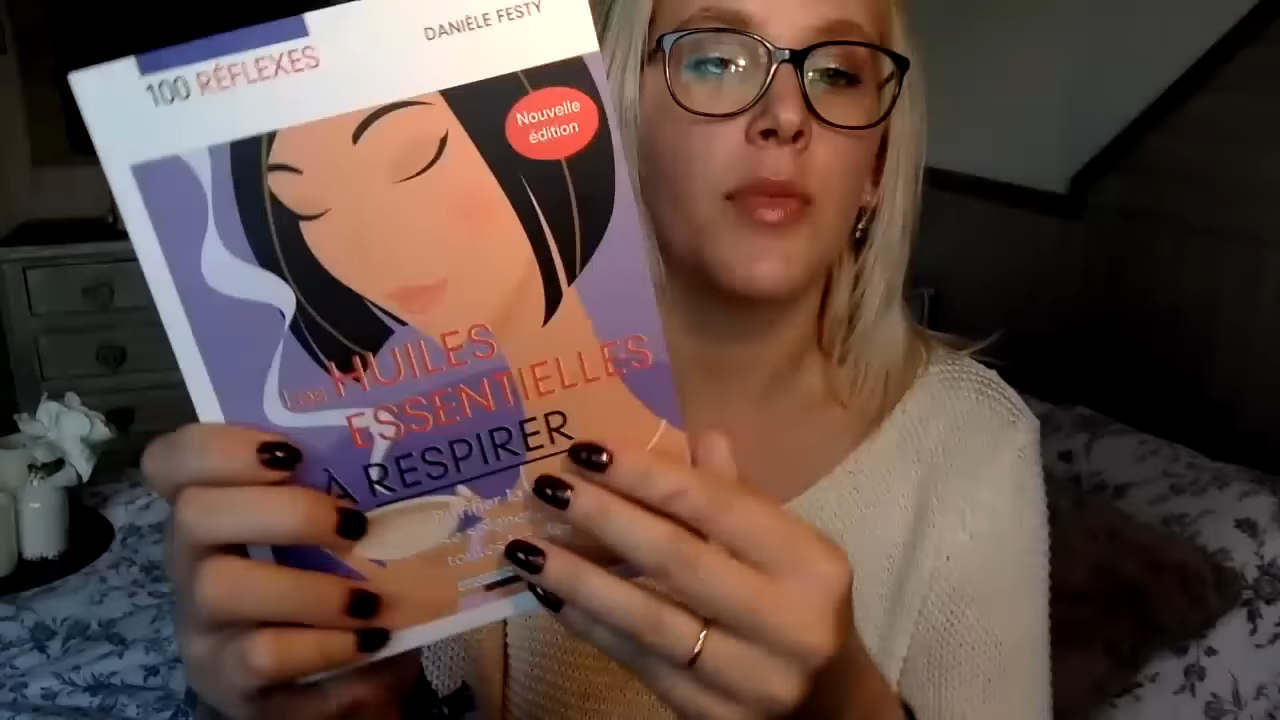 DANIÈLE FESTY
100 RÉFLEXES
Nouvelle
édition
Les HUILES
ESSENTIELLES
À RESPIRER